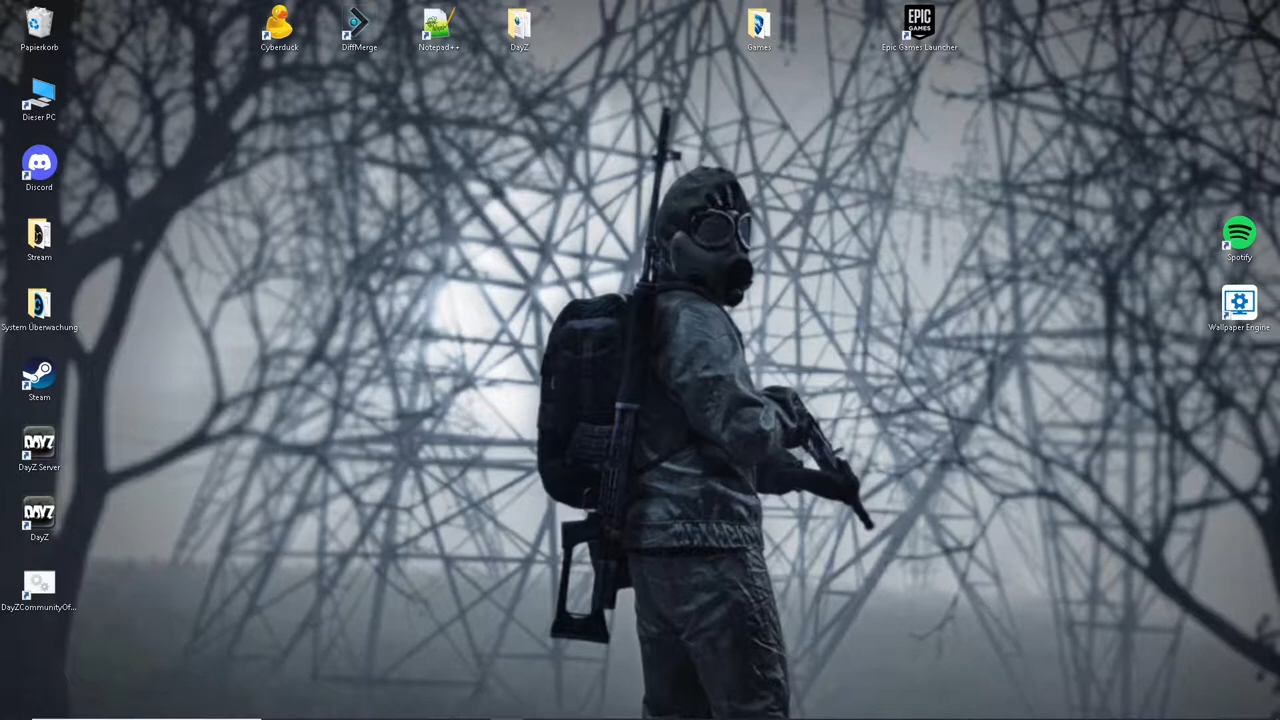 Papierkorb
Cyberduck
DiffMerge
Notepad++
DayZ
Games
EPIC
GAMES
Epic Games Launcher
Dieser PC
Discord
Stream
Spotify
System Überwachung
Wallpaper Engine
Steam
DAYZ
DayZ Server
DAYZ
DayZ
DayZCommunityOf...